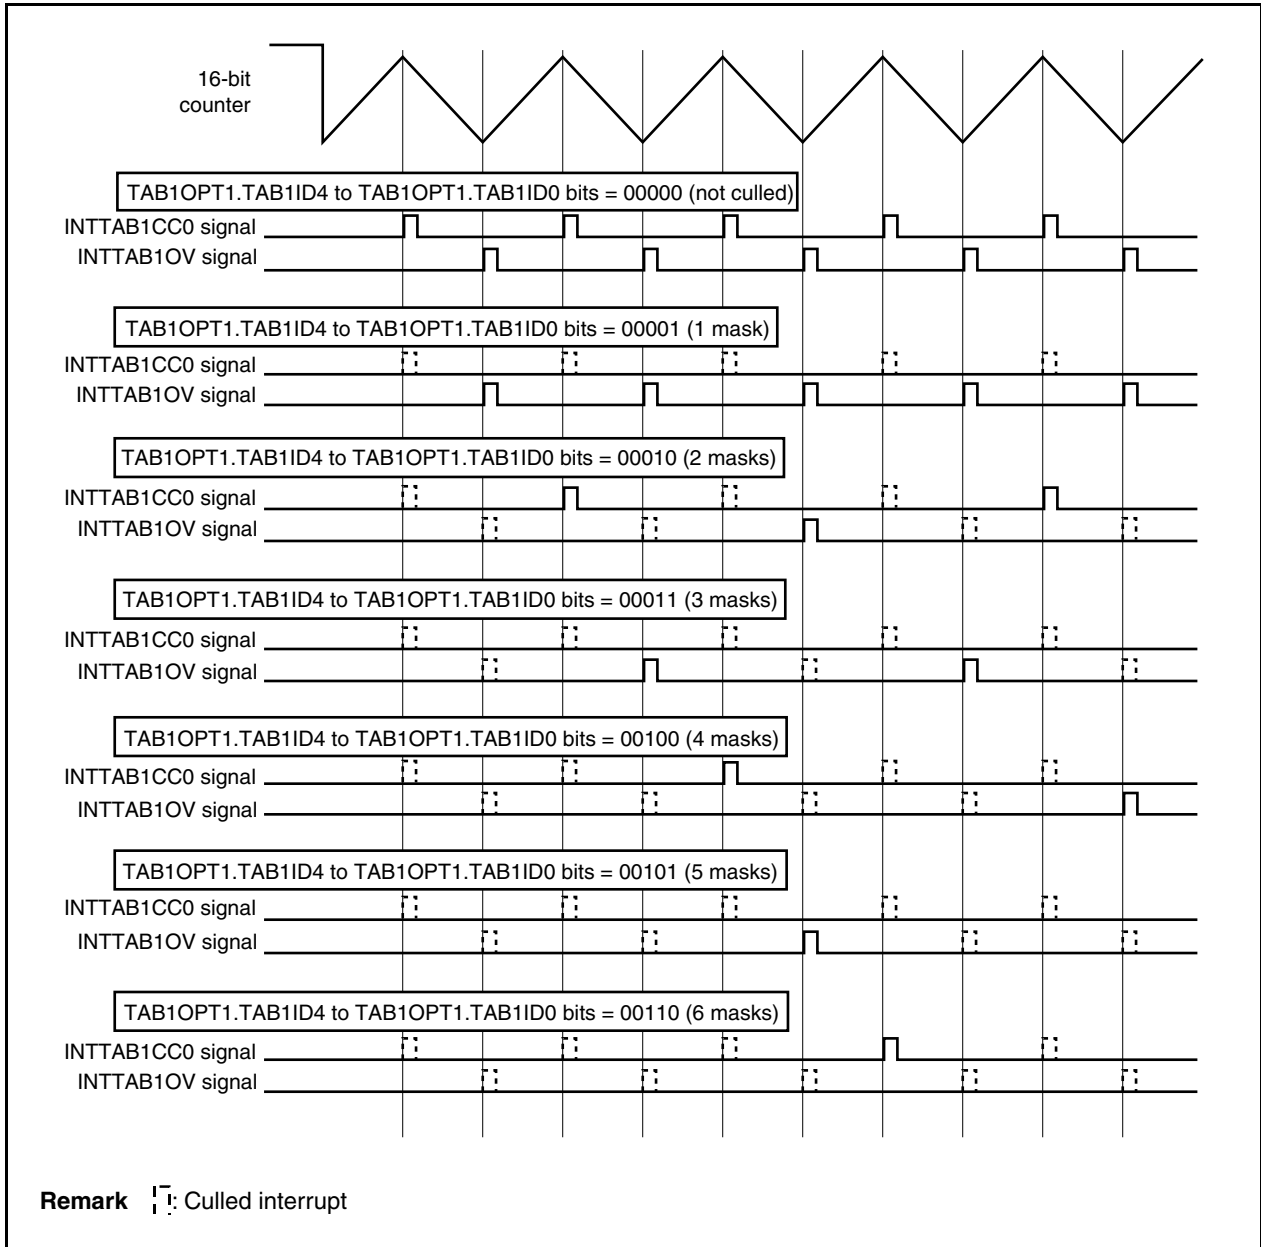 16-bit
counter
TAB1OPT1.TAB1ID4 to TAB1OPT1.TAB1ID0 bits = 00000 (not culled)
INTTAB1CC0 signal
INTTAB1OV signal
TAB1OPT1.TAB1ID4 to TAB1OPT1.TAB1ID0 bits = 00001 (1 mask)
INTTAB1CC0 signal
INTTAB1OV signal
TAB1OPT1.TAB1ID4 to TAB1OPT1.TAB1ID0 bits = 00010 (2 masks)
INTTAB1CC0 signal
INTTAB1OV signal
TAB1OPT1.TAB1ID4 to TAB1OPT1.TAB1ID0 bits = 00011 (3 masks)
INTTAB1CC0 signal
INTTAB1OV signal
TAB1OPT1.TAB1ID4 to TAB1OPT1.TAB1ID0 bits = 00100 (4 masks)
INTTAB1CC0 signal
INTTAB1OV signal
TAB1OPT1.TAB1ID4 to TAB1OPT1.TAB1ID0 bits = 00101 (5 masks)
INTTAB1CC0 signal
INTTAB1OV signal
TAB1OPT1.TAB1ID4 to TAB1OPT1.TAB1ID0 bits = 00110 (6 masks)
INTTAB1CC0 signal
INTTAB1OV signal
Remark : Culled interrupt